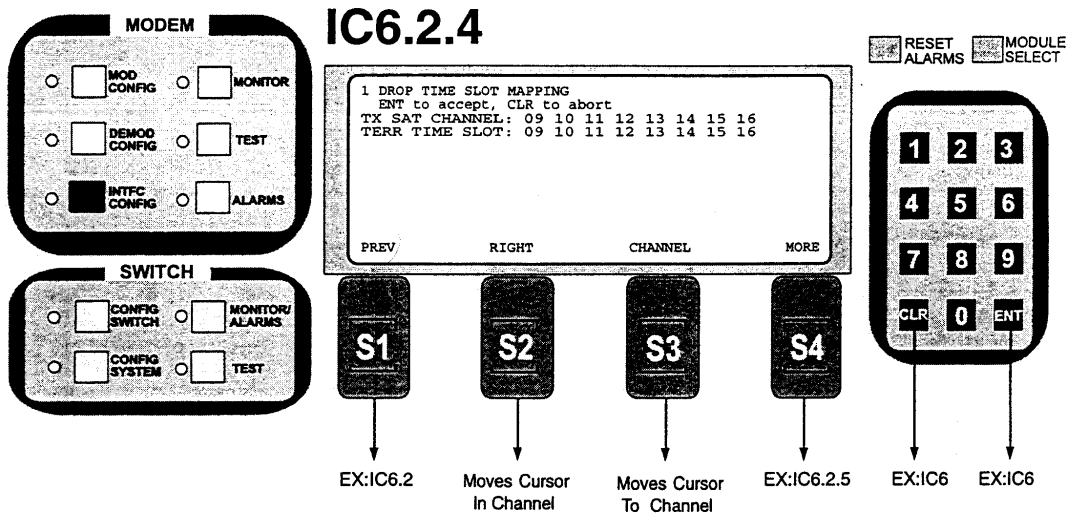 IC6.2.4
MODEM
MOD CONFIG
MONITOR
DEMOD CONFIG
TEST
INTFC CONFIG
ALARMS
SWITCH
CONFIG SWITCH
MONITOR/ ALARMS
CONFIG SYSTEM
TEST
1 DROP TIME SLOT MAPPING
ENT to accept, CLR to abort
TX SAT CHANNEL: 09 10 11 12 13 14 15 16
TERR TIME SLOT: 09 10 11 12 13 14 15 16
PREV RIGHT CHANNEL MORE
S1 S2 S3 S4
EX:IC6.2
Moves Cursor
In Channel
Moves Cursor
To Channel
EX:IC6.2.5
RESET ALARMS
MODULE SELECT
1 2 3
4 5 6
7 8 9
CLR 0 ENT
EX:IC6 EX:IC6